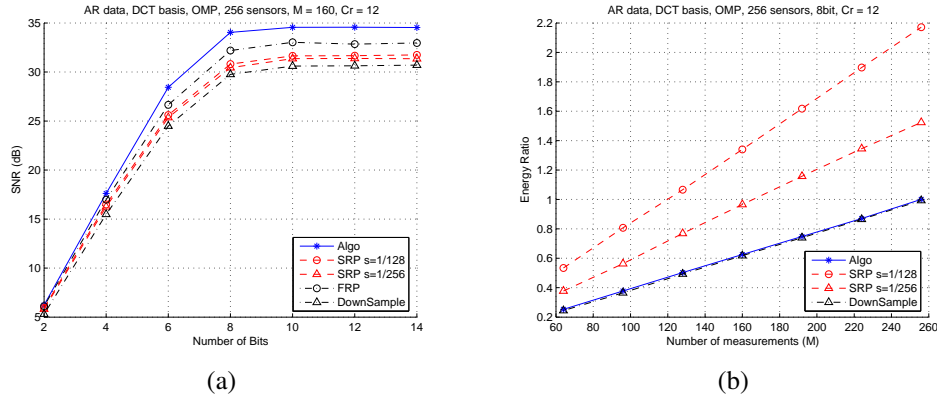 AR data, DCT basis, OMP, 256 sensors, M = 160, Cr = 12
35
30
25
20
15
10
5
SNR (dB)
2 4 6 8 10 12 14
Number of Bits
Algo
SRP s=1/128
SRP s=1/256
FRP
DownSample
(a)
AR data, DCT basis, OMP, 256 sensors, 8bit, Cr = 12
2.2
2
1.8
1.6
1.4
1.2
1
0.8
0.6
0.4
0.2
Energy Ratio
60 80 100 120 140 160 180 200 220 240 260
Number of measurements (M)
Algo
SRP s=1/128
SRP s=1/256
DownSample
(b)